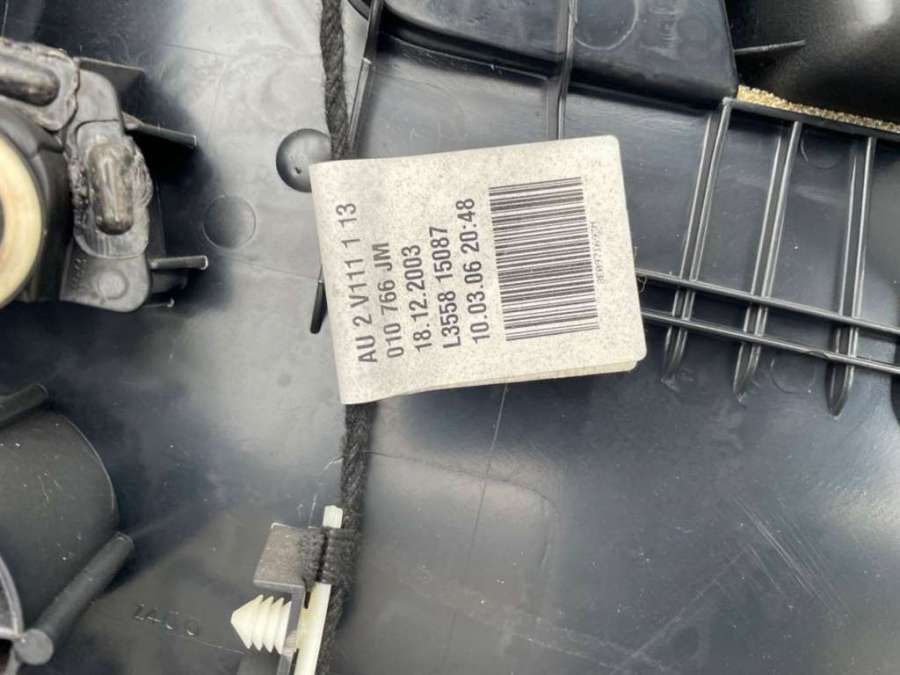 AU 2 V111 1 13
010 766 JM
18.12.2003
L3558 15087
10.03.06 20:48